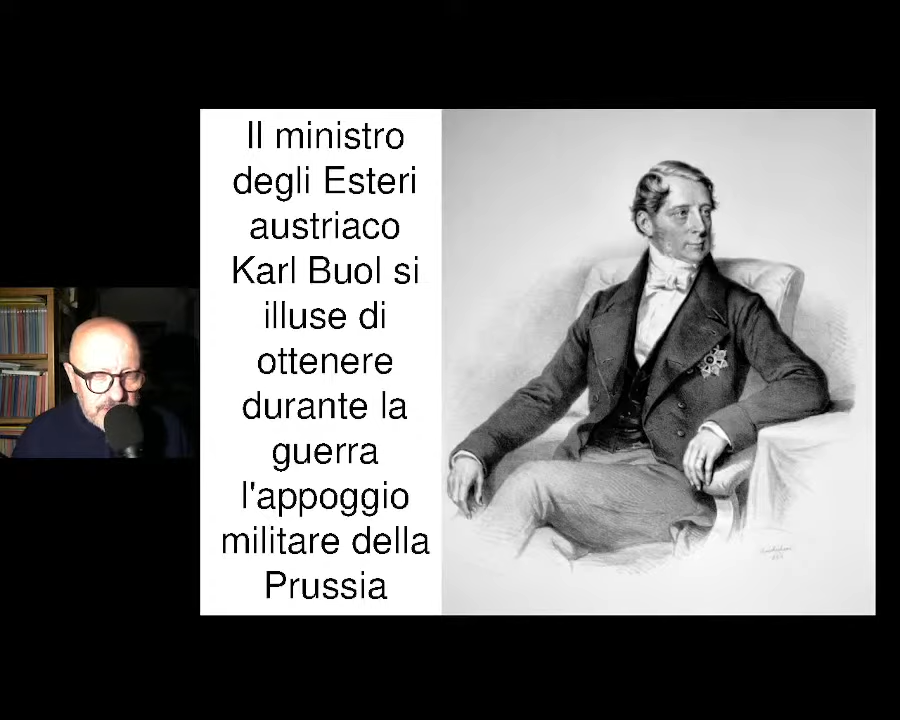 Il ministro
degli Esteri
austriaco
Karl Buol si
illuse di
ottenere
durante la
guerra
l'appoggio
militare della
Prussia